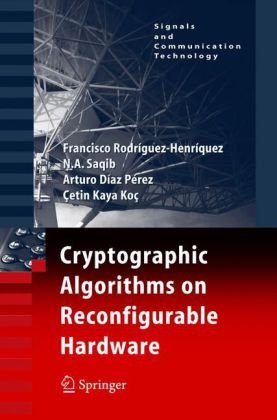 Signals
and
Communication
Technology
Francisco Rodríguez-Henríquez
N.A. Saqib
Arturo Díaz Pérez
Çetin Kaya Koç
Cryptographic
Algorithms on
Reconfigurable
Hardware
Springer